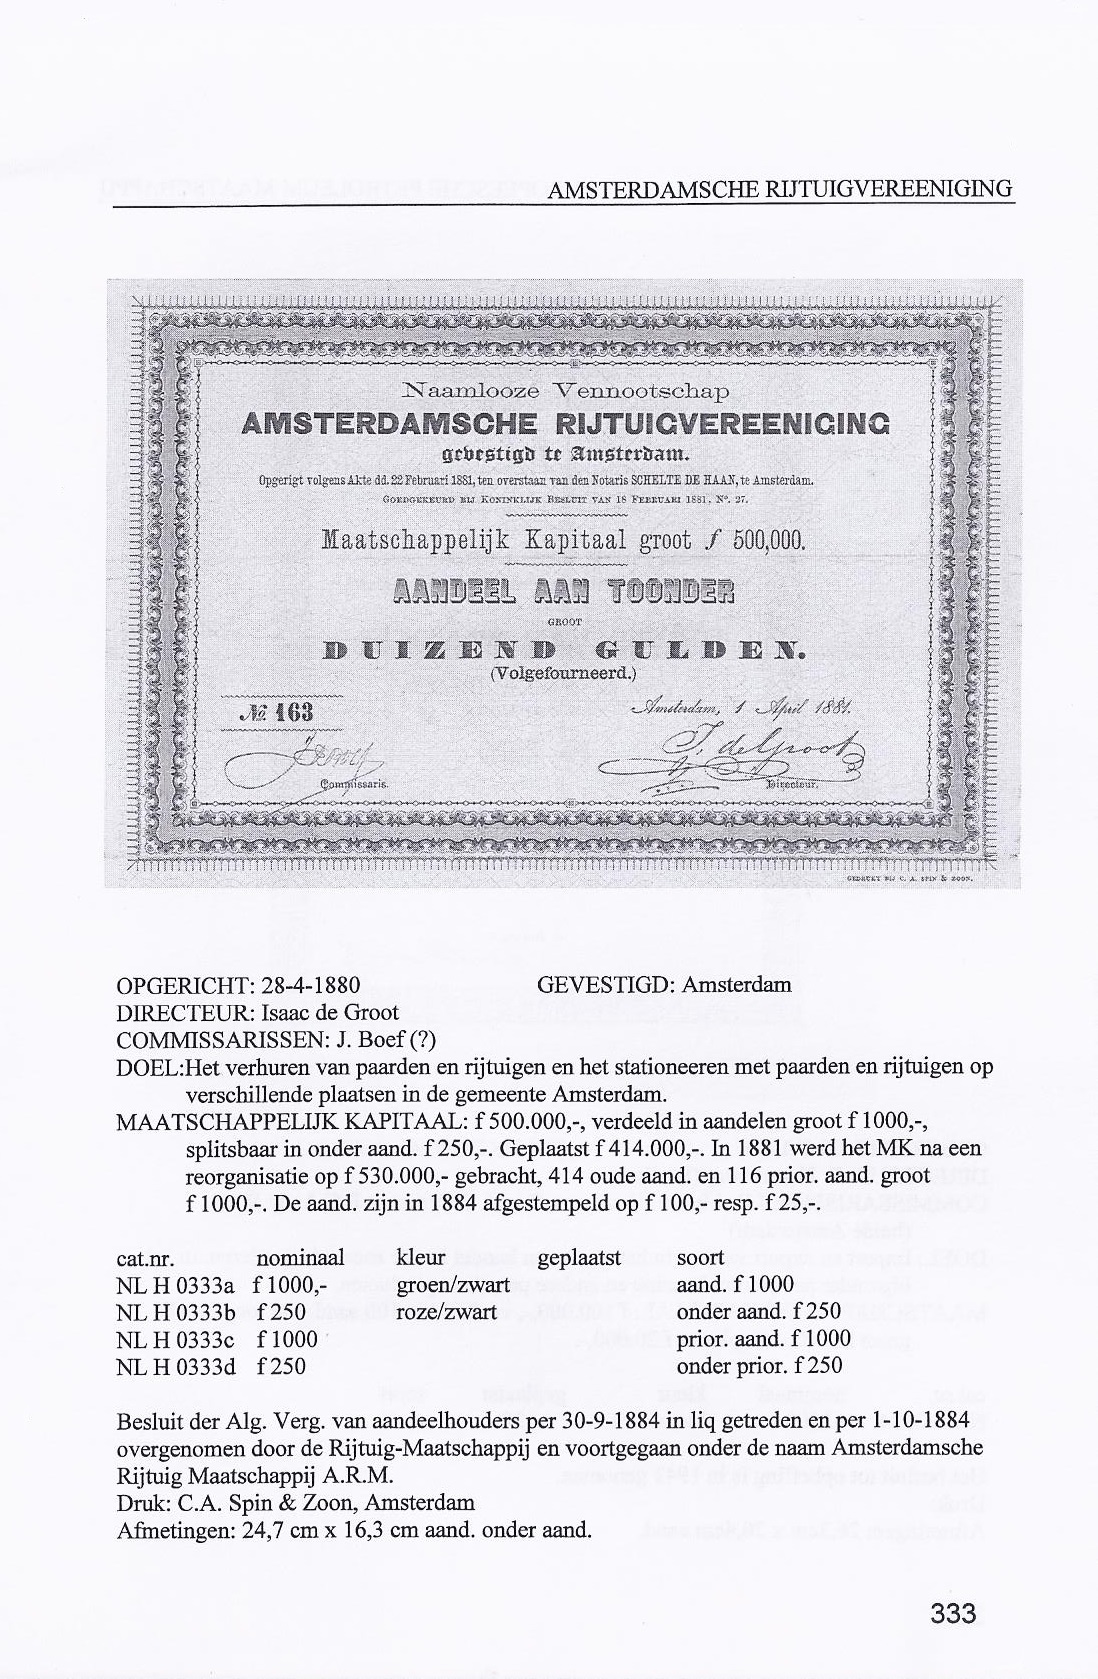 AMSTERDAMSCHE RIJTUIGVEREENIGING
Naamlooze Vennootschap
AMSTERDAMSCHE RIJTUIGVEREENIGING
gevestigd te Amsterdam.
Opgerigt volgens Akte dd. 22 Februari 1881, ten overstaan van den Notaris SCHELTE DE HAAN, te Amsterdam.
GOEDGEKEURD BIJ KONINKLIJK BESLUIT VAN 18 FEBRUARI 1881, No. 27.
Maatschappelijk Kapitaal groot f 500,000.
AANDEEL AAN TOONDER
GROOT
DUIZEND GULDEN.
(Volgefourneerd.)
№ 163
Amsterdam, 1 April 1881.
I. de Groot
Commissaris.
Directeur.
GEDRUKT BIJ C. A. SPIN & ZOON.
OPGERICHT: 28-4-1880 GEVESTIGD: Amsterdam
DIRECTEUR: Isaac de Groot
COMMISSARISSEN: J. Boef (?)
DOEL:Het verhuren van paarden en rijtuigen en het stationeeren met paarden en rijtuigen op
verschillende plaatsen in de gemeente Amsterdam.
MAATSCHAPPELIJK KAPITAAL: f 500.000,-, verdeeld in aandelen groot f 1000,-,
splitsbaar in onder aand. f 250,-. Geplaatst f 414.000,-. In 1881 werd het MK na een
reorganisatie op f 530.000,- gebracht, 414 oude aand. en 116 prior. aand. groot
f 1000,-. De aand. zijn in 1884 afgestempeld op f 100,- resp. f 25,-.
cat.nr. nominaal kleur geplaatst soort
NL H 0333a f 1000,- groen/zwart aand. f 1000
NL H 0333b f 250 roze/zwart onder aand. f 250
NL H 0333c f 1000 prior. aand. f 1000
NL H 0333d f 250 onder prior. f 250
Besluit der Alg. Verg. van aandeelhouders per 30-9-1884 in liq getreden en per 1-10-1884
overgenomen door de Rijtuig-Maatschappij en voortgegaan onder de naam Amsterdamsche
Rijtuig Maatschappij A.R.M.
Druk: C.A. Spin & Zoon, Amsterdam
Afmetingen: 24,7 cm x 16,3 cm aand. onder aand.
333